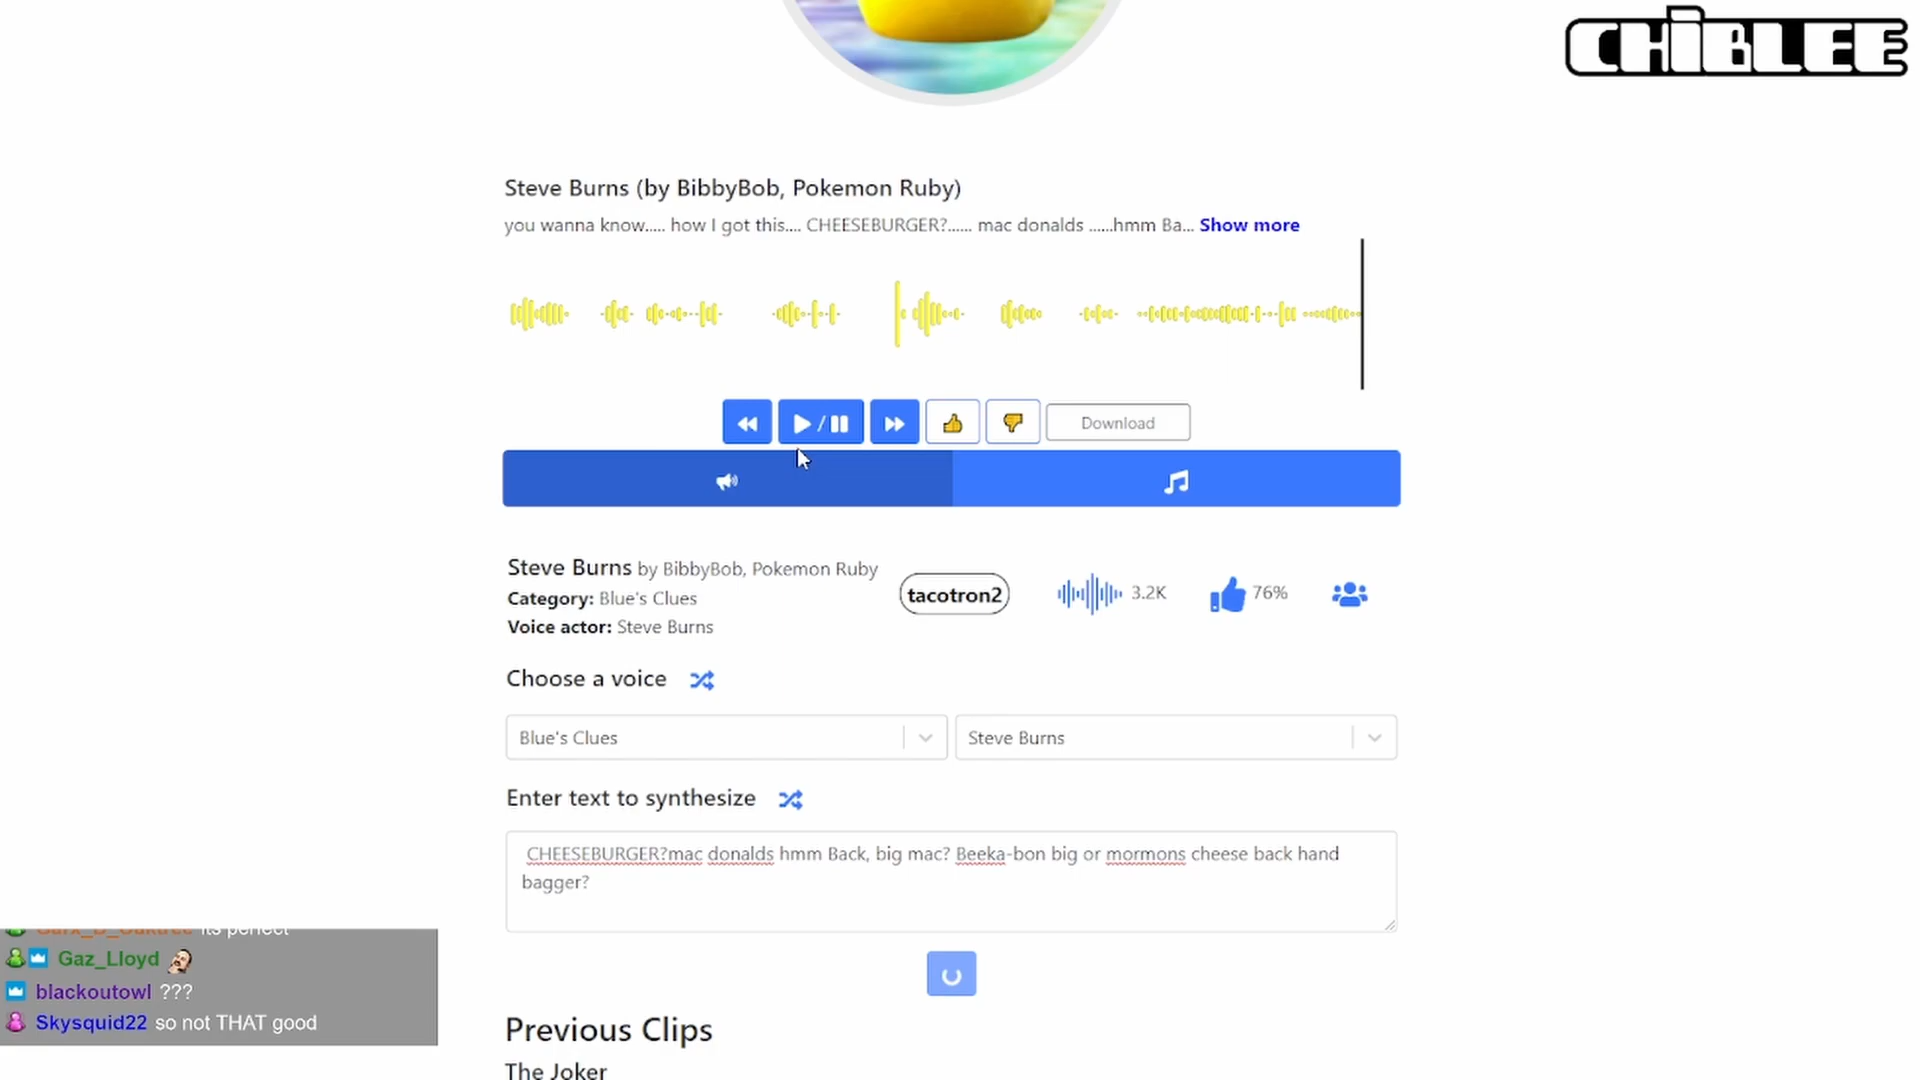 CHiBLEE
Steve Burns (by BibbyBob, Pokemon Ruby)
you wanna know..... how I got this.... CHEESEBURGER?...... mac donalds ......hmm Ba... Show more
/
Download
Steve Burns by BibbyBob, Pokemon Ruby
Category: Blue's Clues
Voice actor: Steve Burns
tacotron2
3.2K
76%
Choose a voice
Blue's Clues
Steve Burns
Enter text to synthesize
CHEESEBURGER?mac donalds hmm Back, big mac? Beeka-bon big or mormons cheese back hand
bagger?
its perfect
Gaz_Lloyd
blackoutowl ???
Skysquid22 so not THAT good
Previous Clips
The Joker